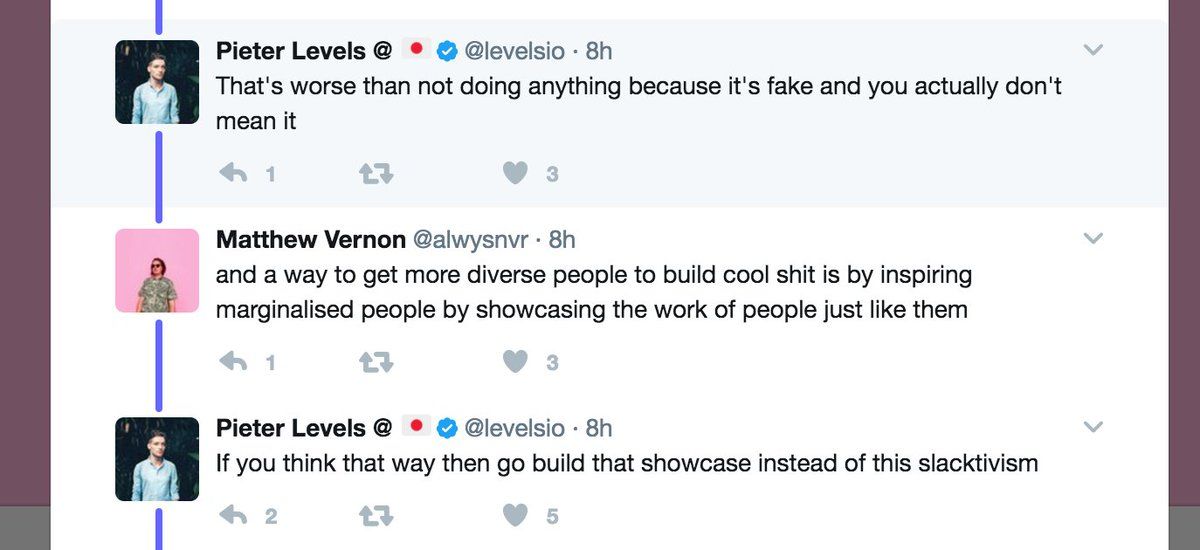 Pieter Levels @ 🇯🇵 @levelsio · 8h
That's worse than not doing anything because it's fake and you actually don't
mean it
1 3
Matthew Vernon @alwysnvr · 8h
and a way to get more diverse people to build cool shit is by inspiring
marginalised people by showcasing the work of people just like them
1 3
Pieter Levels @ 🇯🇵 @levelsio · 8h
If you think that way then go build that showcase instead of this slacktivism
2 5